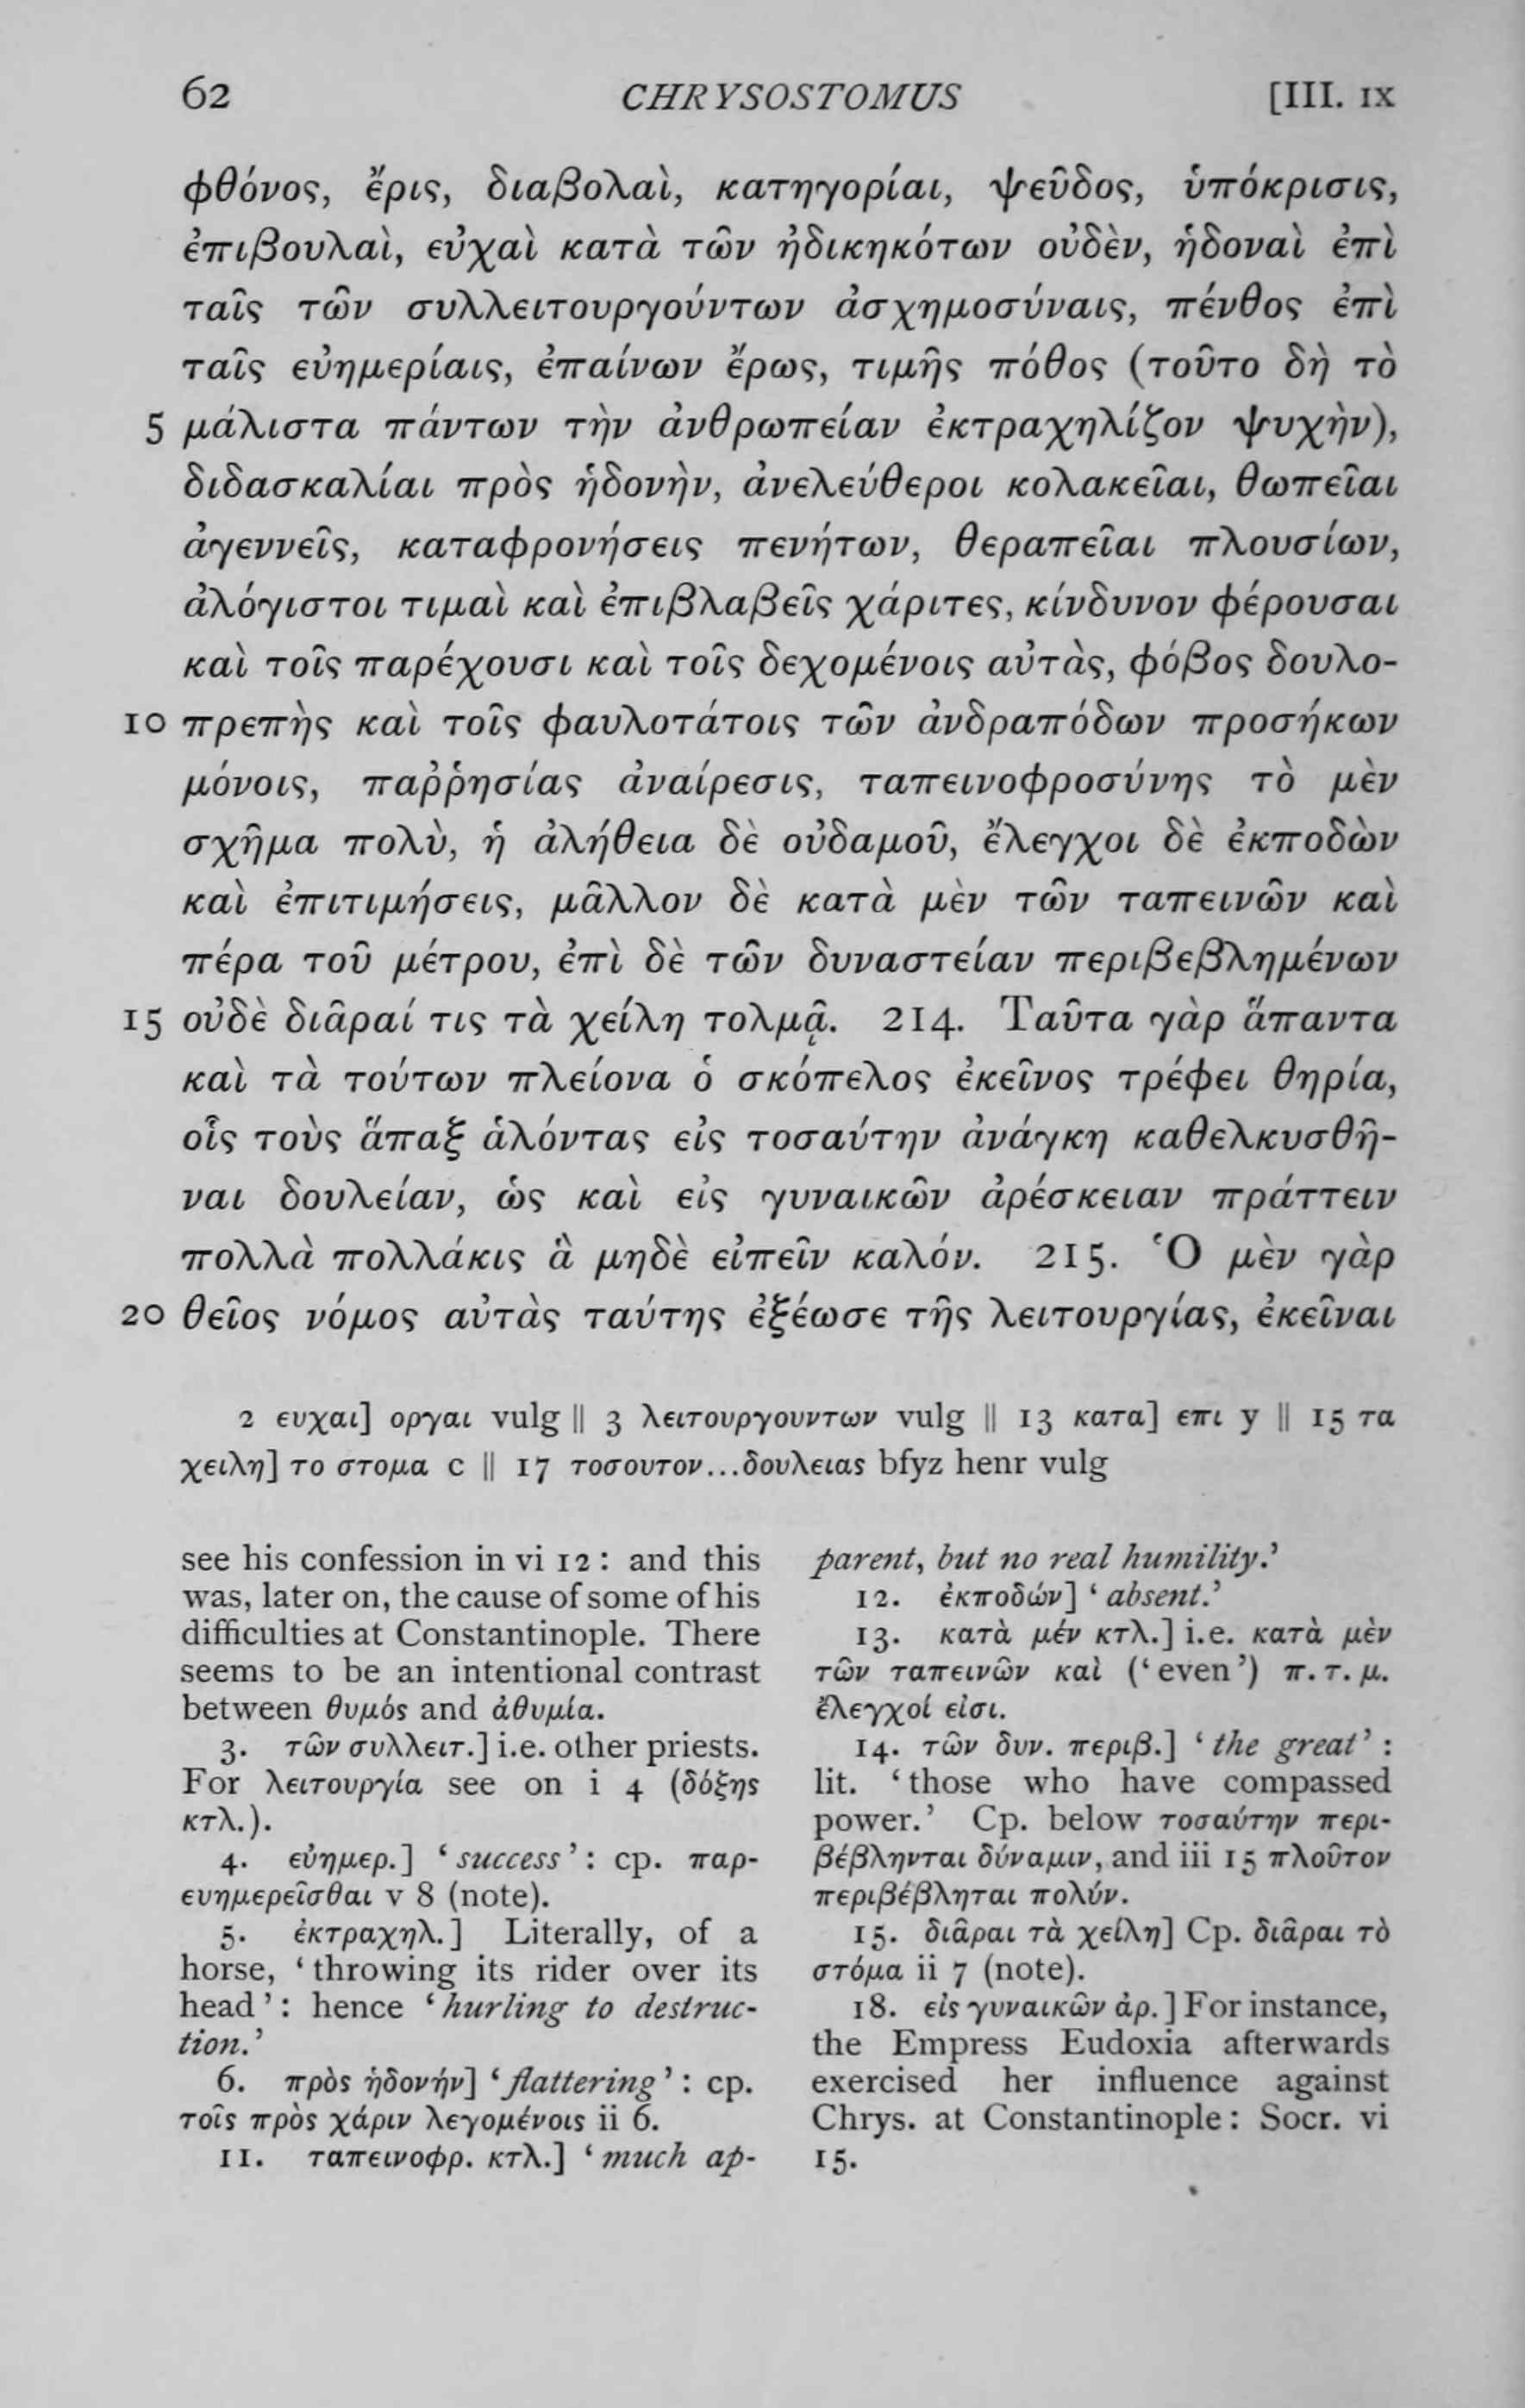 62 CHRYSOSTOMUS [III. IX
φθόνος, ἔρις, διαβολαὶ, κατηγορίαι, ψεῦδος, ὑπόκρισις,
ἐπιβουλαὶ, εὐχαὶ κατὰ τῶν ἠδικηκότων οὐδὲν, ἡδοναὶ ἐπὶ
ταῖς τῶν συλλειτουργούντων ἀσχημοσύναις, πένθος ἐπὶ
ταῖς εὐημερίαις, ἐπαίνων ἔρως, τιμῆς πόθος (τοῦτο δὴ τὸ
5 μάλιστα πάντων τὴν ἀνθρωπείαν ἐκτραχηλίζον ψυχὴν),
διδασκαλίαι πρὸς ἡδονὴν, ἀνελεύθεροι κολακεῖαι, θωπεῖαι
ἀγεννεῖς, καταφρονήσεις πενήτων, θεραπεῖαι πλουσίων,
ἀλόγιστοι τιμαὶ καὶ ἐπιβλαβεῖς χάριτες, κίνδυνον φέρουσαι
καὶ τοῖς παρέχουσι καὶ τοῖς δεχομένοις αὐτὰς, φόβος δουλο-
10 πρεπὴς καὶ τοῖς φαυλοτάτοις τῶν ἀνδραπόδων προσήκων
μόνοις, παῤῥησίας ἀναίρεσις, ταπεινοφροσύνης τὸ μὲν
σχῆμα πολὺ, ἡ ἀλήθεια δὲ οὐδαμοῦ, ἔλεγχοι δὲ ἐκποδὼν
καὶ ἐπιτιμήσεις, μᾶλλον δὲ κατὰ μὲν τῶν ταπεινῶν καὶ
πέρα τοῦ μέτρου, ἐπὶ δὲ τῶν δυναστείαν περιβεβλημένων
15 οὐδὲ διᾶραί τις τὰ χείλη τολμᾷ. 214. Ταῦτα γὰρ ἅπαντα
καὶ τὰ τούτων πλείονα ὁ σκόπελος ἐκεῖνος τρέφει θηρία,
οἷς τοὺς ἅπαξ ἁλόντας εἰς τοσαύτην ἀνάγκη καθελκυσθῆ-
ναι δουλείαν, ὡς καὶ εἰς γυναικῶν ἀρέσκειαν πράττειν
πολλὰ πολλάκις ἃ μηδὲ εἰπεῖν καλόν. 215. Ὁ μὲν γὰρ
20 θεῖος νόμος αὐτὰς ταύτης ἐξέωσε τῆς λειτουργίας, ἐκεῖναι
2 ευχαι] οργαι vulg || 3 λειτουργουντων vulg || 13 κατα] επι y || 15 τα
χειλη] το στομα c || 17 τοσουτον...δουλειας bfyz henr vulg
see his confession in vi 12: and this
was, later on, the cause of some of his
difficulties at Constantinople. There
seems to be an intentional contrast
between θυμός and ἀθυμία.
3. τῶν συλλειτ.] i.e. other priests.
For λειτουργία see on i 4 (δόξης
κτλ.).
4. εὐημερ.] ‘success’: cp. παρ-
ευημερεῖσθαι v 8 (note).
5. ἐκτραχηλ.] Literally, of a
horse, ‘throwing its rider over its
head’: hence ‘hurling to destruc-
tion.’
6. πρὸς ἡδονήν] ‘flattering’: cp.
τοῖς πρὸς χάριν λεγομένοις ii 6.
11. ταπεινοφρ. κτλ.] ‘much ap-
parent, but no real humility.’
12. ἐκποδών] ‘absent.’
13. κατὰ μέν κτλ.] i.e. κατὰ μὲν
τῶν ταπεινῶν καὶ (‘even’) π. τ. μ.
ἔλεγχοί εἰσι.
14. τῶν δυν. περιβ.] ‘the great’:
lit. ‘those who have compassed
power.’ Cp. below τοσαύτην περι-
βέβληνται δύναμιν, and iii 15 πλοῦτον
περιβέβληται πολύν.
15. διᾶραι τὰ χείλη] Cp. διᾶραι τὸ
στόμα ii 7 (note).
18. εἰς γυναικῶν ἀρ.] For instance,
the Empress Eudoxia afterwards
exercised her influence against
Chrys. at Constantinople: Socr. vi
15.